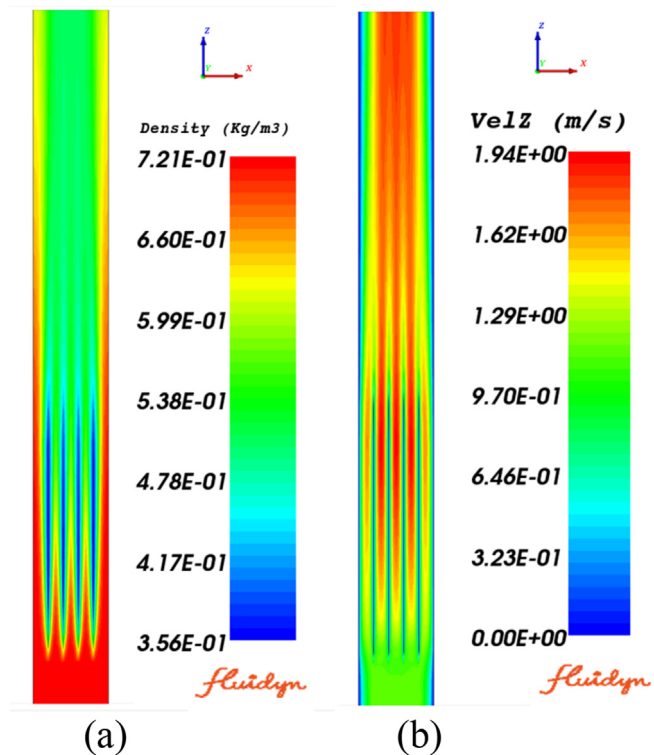 Z
Y X
Density (Kg/m3)
7.21E-01
6.60E-01
5.99E-01
5.38E-01
4.78E-01
4.17E-01
3.56E-01
fluidyn
(a)
Z
Y X
VelZ (m/s)
1.94E+00
1.62E+00
1.29E+00
9.70E-01
6.46E-01
3.23E-01
0.00E+00
fluidyn
(b)